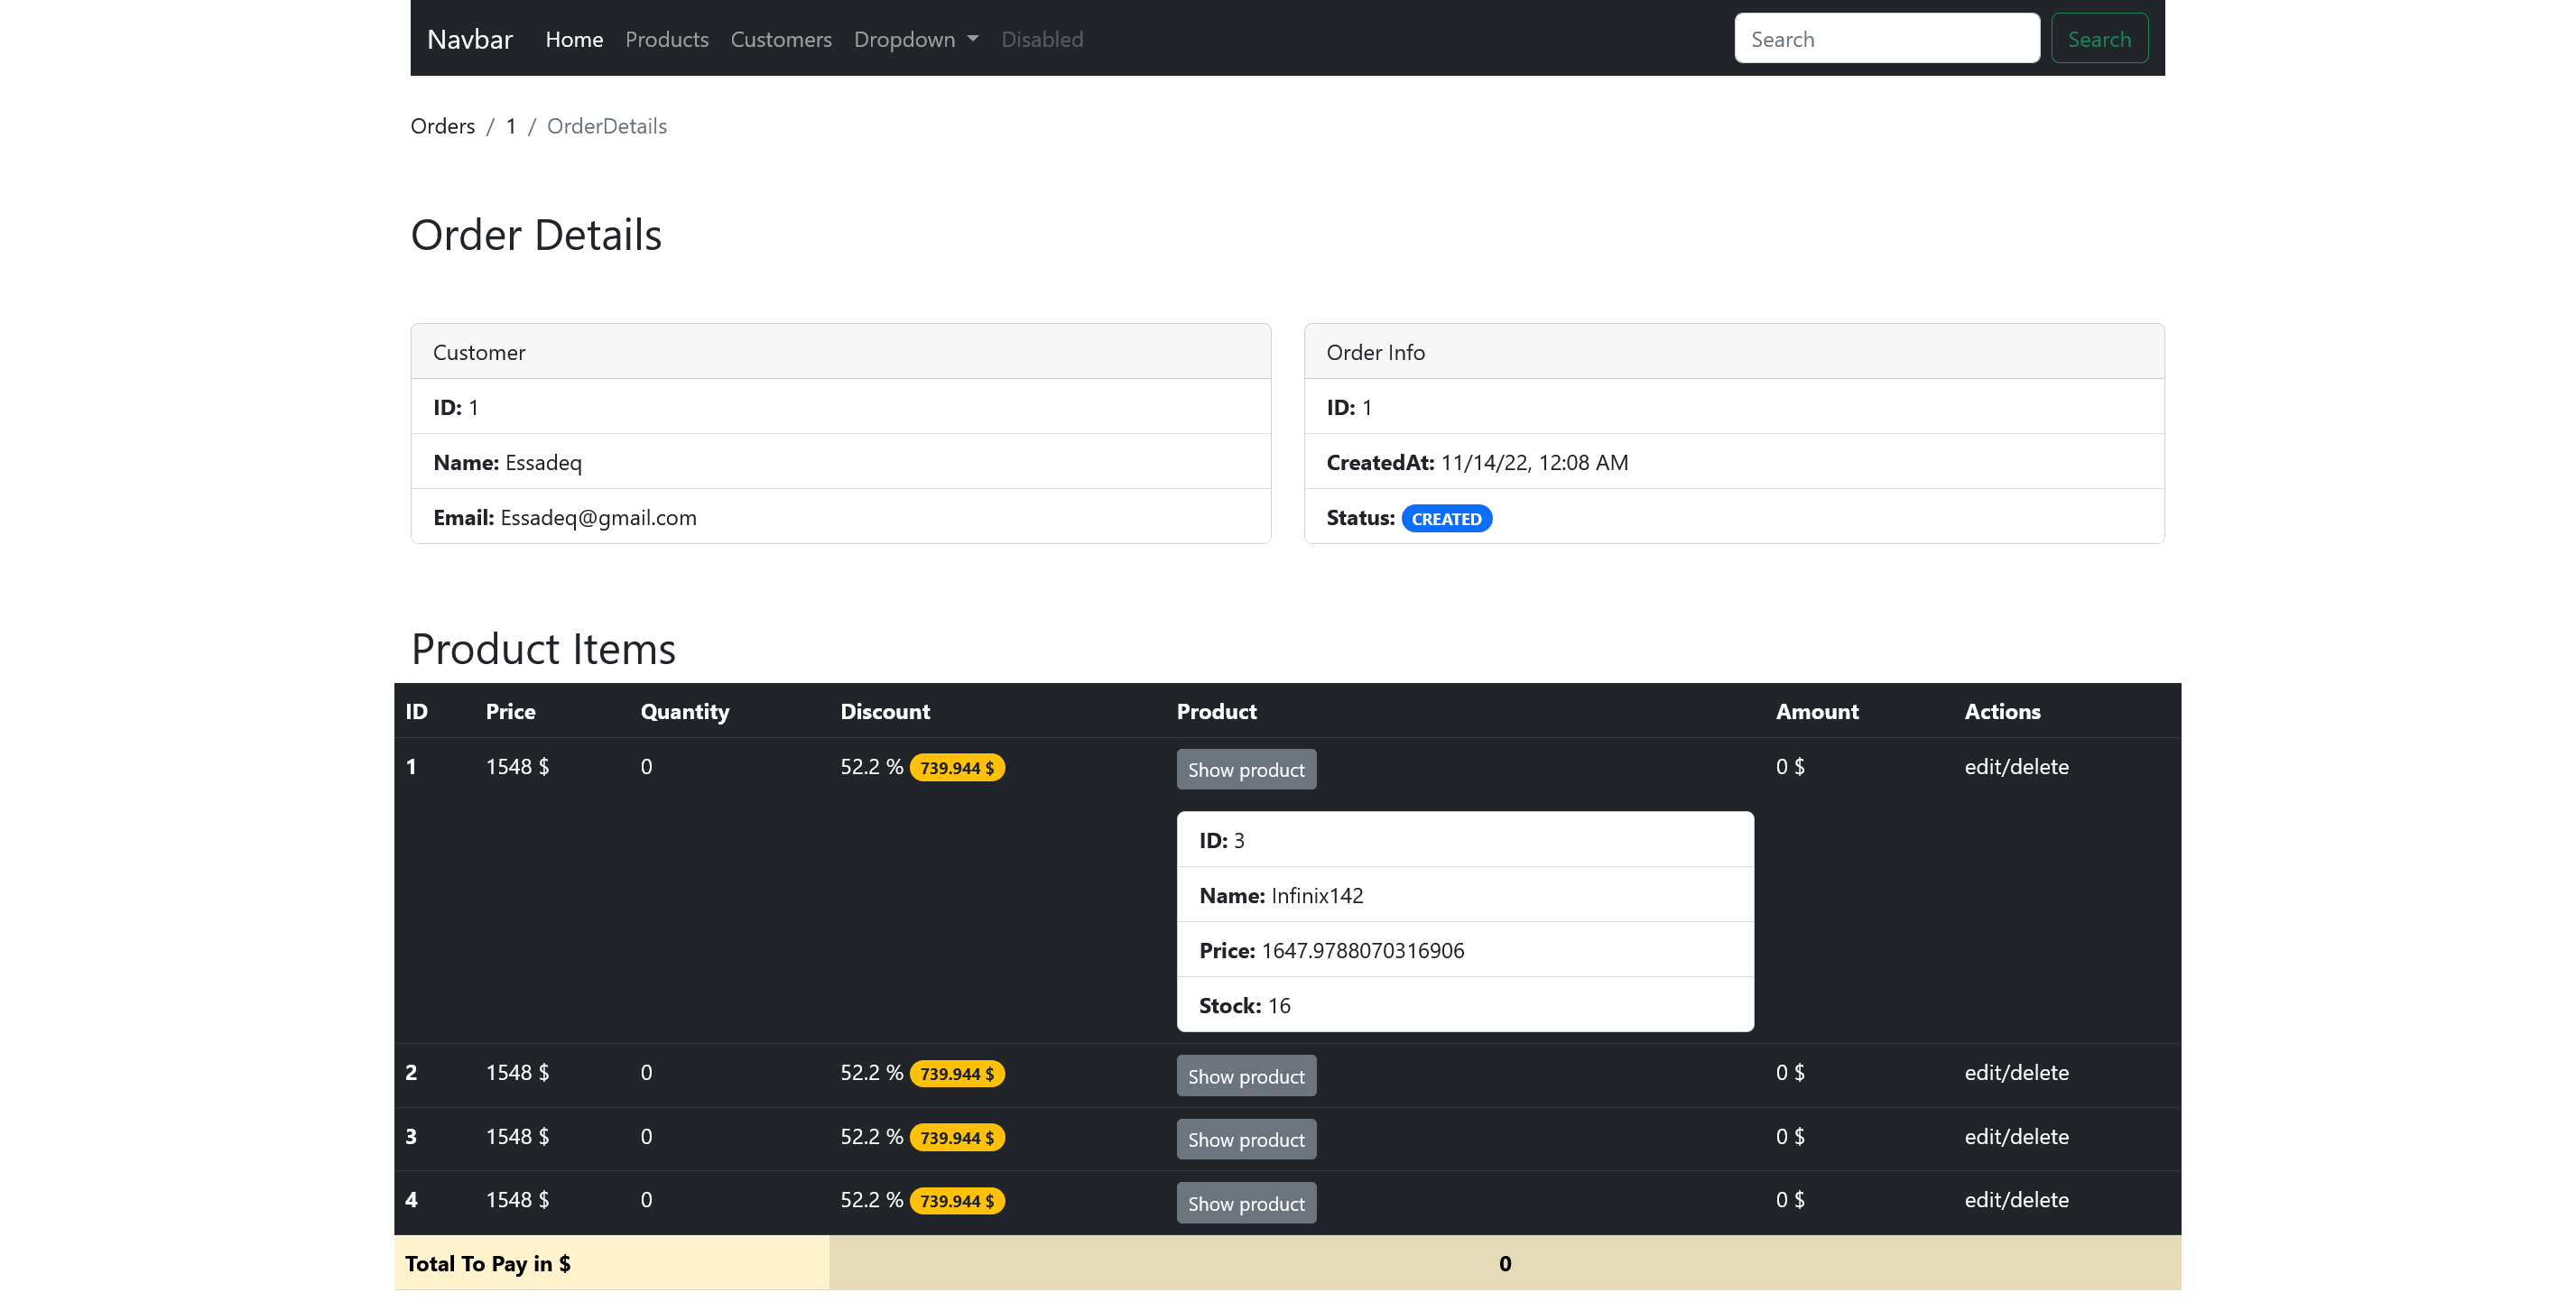 Navbar Home Products Customers Dropdown Disabled Search Search
Orders / 1 / OrderDetails
Order Details
Customer
ID: 1
Name: Essadeq
Email: Essadeq@gmail.com
Order Info
ID: 1
CreatedAt: 11/14/22, 12:08 AM
Status: CREATED
Product Items
ID Price Quantity Discount Product Amount Actions
1 1548 $ 0 52.2 % 739.944 $ Show product 0 $ edit/delete
ID: 3
Name: Infinix142
Price: 1647.9788070316906
Stock: 16
2 1548 $ 0 52.2 % 739.944 $ Show product 0 $ edit/delete
3 1548 $ 0 52.2 % 739.944 $ Show product 0 $ edit/delete
4 1548 $ 0 52.2 % 739.944 $ Show product 0 $ edit/delete
Total To Pay in $ 0